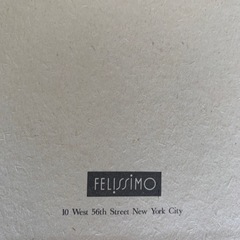 FELISSIMO
10 West 56th Street New York City